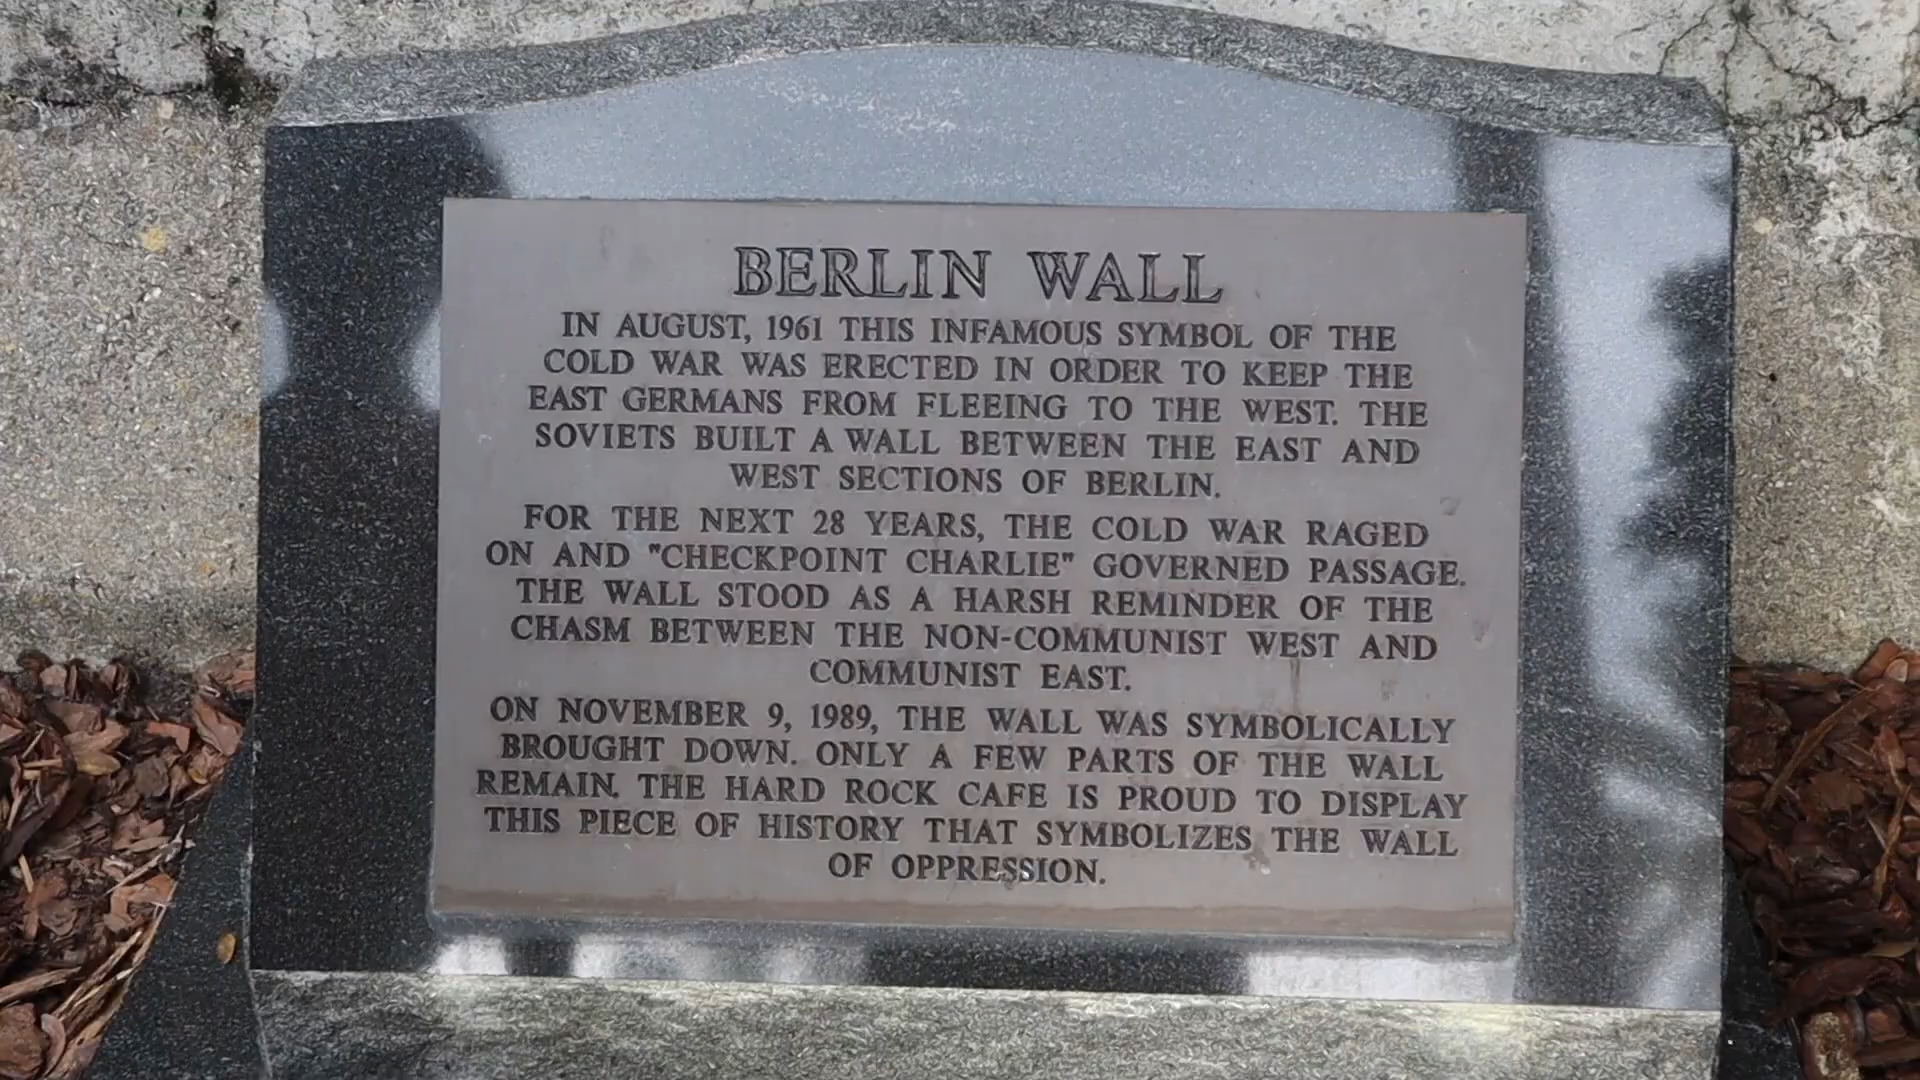 BERLIN WALL
IN AUGUST, 1961 THIS INFAMOUS SYMBOL OF THE
COLD WAR WAS ERECTED IN ORDER TO KEEP THE
EAST GERMANS FROM FLEEING TO THE WEST. THE
SOVIETS BUILT A WALL BETWEEN THE EAST AND
WEST SECTIONS OF BERLIN.
FOR THE NEXT 28 YEARS, THE COLD WAR RAGED
ON AND "CHECKPOINT CHARLIE" GOVERNED PASSAGE.
THE WALL STOOD AS A HARSH REMINDER OF THE
CHASM BETWEEN THE NON-COMMUNIST WEST AND
COMMUNIST EAST.
ON NOVEMBER 9, 1989, THE WALL WAS SYMBOLICALLY
BROUGHT DOWN. ONLY A FEW PARTS OF THE WALL
REMAIN. THE HARD ROCK CAFE IS PROUD TO DISPLAY
THIS PIECE OF HISTORY THAT SYMBOLIZES THE WALL
OF OPPRESSION.